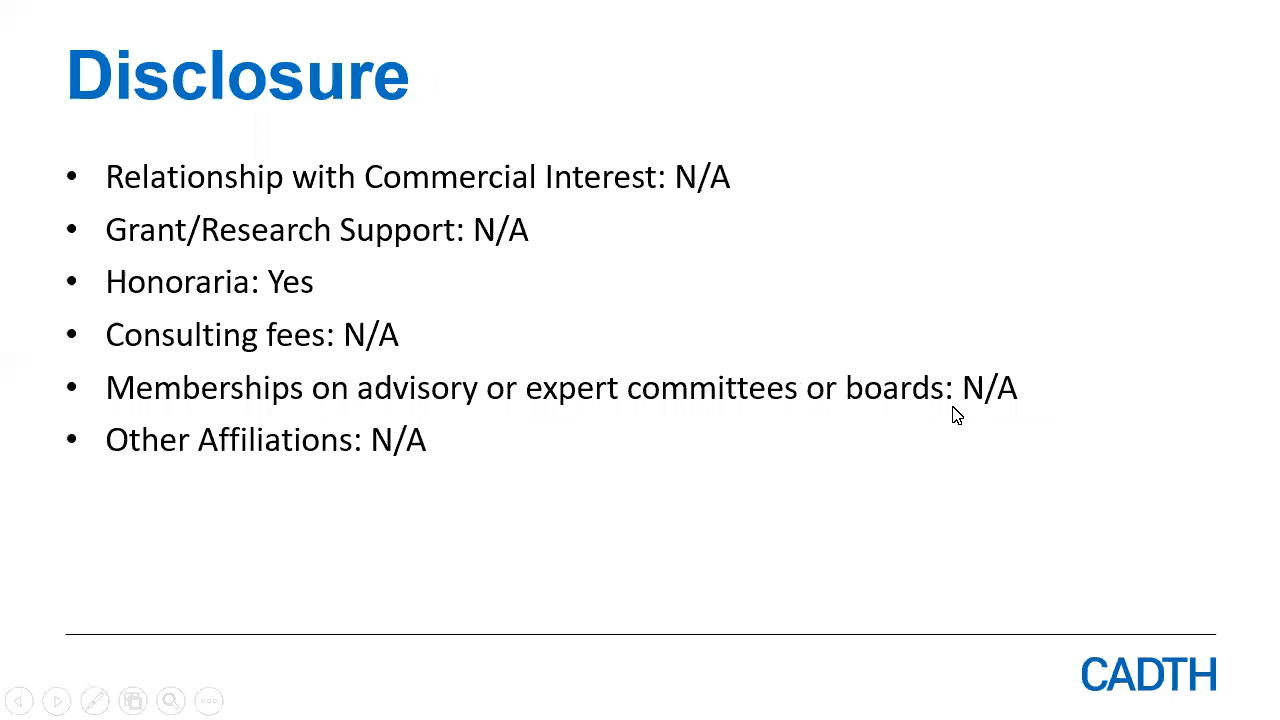 Disclosure
• Relationship with Commercial Interest: N/A
• Grant/Research Support: N/A
• Honoraria: Yes
• Consulting fees: N/A
• Memberships on advisory or expert committees or boards: N/A
• Other Affiliations: N/A
CADTH